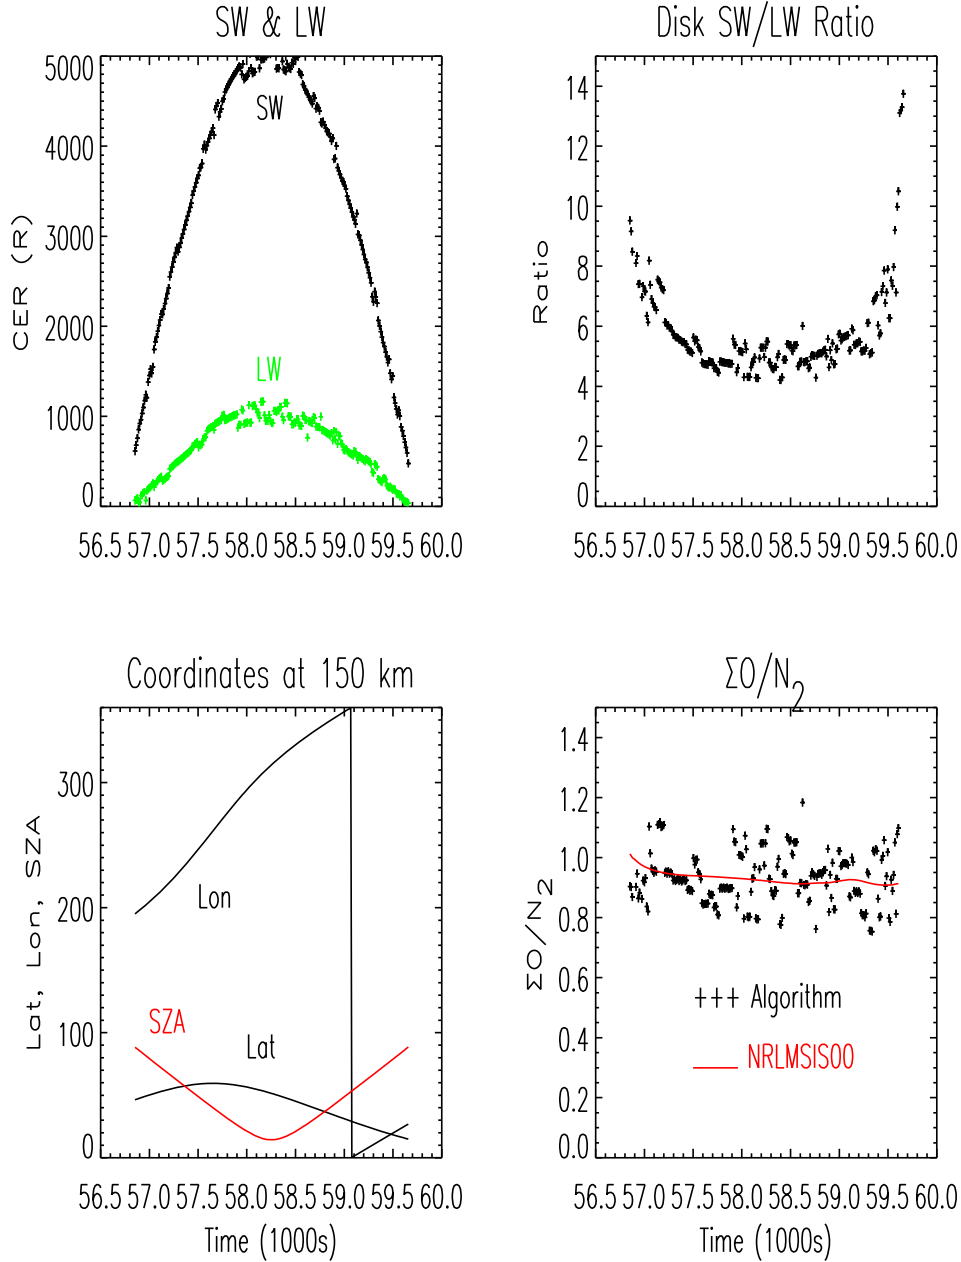 SW & LW
Disk SW/LW Ratio
CER (R)
5000
4000
3000
2000
1000
0
SW
LW
56.5 57.0 57.5 58.0 58.5 59.0 59.5 60.0
Ratio
14
12
10
8
6
4
2
0
56.5 57.0 57.5 58.0 58.5 59.0 59.5 60.0
Coordinates at 150 km
ΣO/N2
Lat, Lon, SZA
300
200
100
0
Lon
SZA
Lat
56.5 57.0 57.5 58.0 58.5 59.0 59.5 60.0
Time (1000s)
ΣO/N2
1.4
1.2
1.0
0.8
0.6
0.4
0.2
0.0
+++ Algorithm
NRLMSIS00
56.5 57.0 57.5 58.0 58.5 59.0 59.5 60.0
Time (1000s)